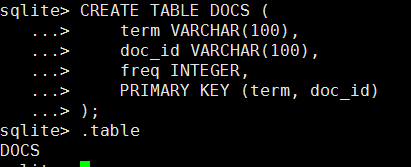 sqlite> CREATE TABLE DOCS (
   ...>     term VARCHAR(100),
   ...>     doc_id VARCHAR(100),
   ...>     freq INTEGER,
   ...>     PRIMARY KEY (term, doc_id)
   ...> );
sqlite> .table
DOCS